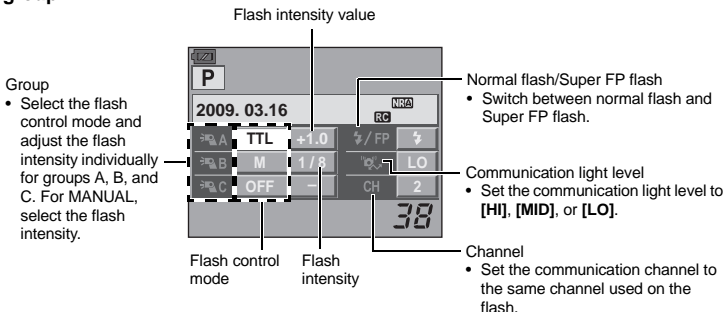 Flash intensity value
Group
• Select the flash
control mode and
adjust the flash
intensity individually
for groups A, B, and
C. For MANUAL,
select the flash
intensity.
P
NR
2009. 03.16
RC
A TTL +1.0 /FP
B M 1/8 LO
C OFF – CH 2
38
Flash control
mode
Flash
intensity
Normal flash/Super FP flash
• Switch between normal flash and
Super FP flash.
Communication light level
• Set the communication light level to
[HI], [MID], or [LO].
Channel
• Set the communication channel to
the same channel used on the
flash.